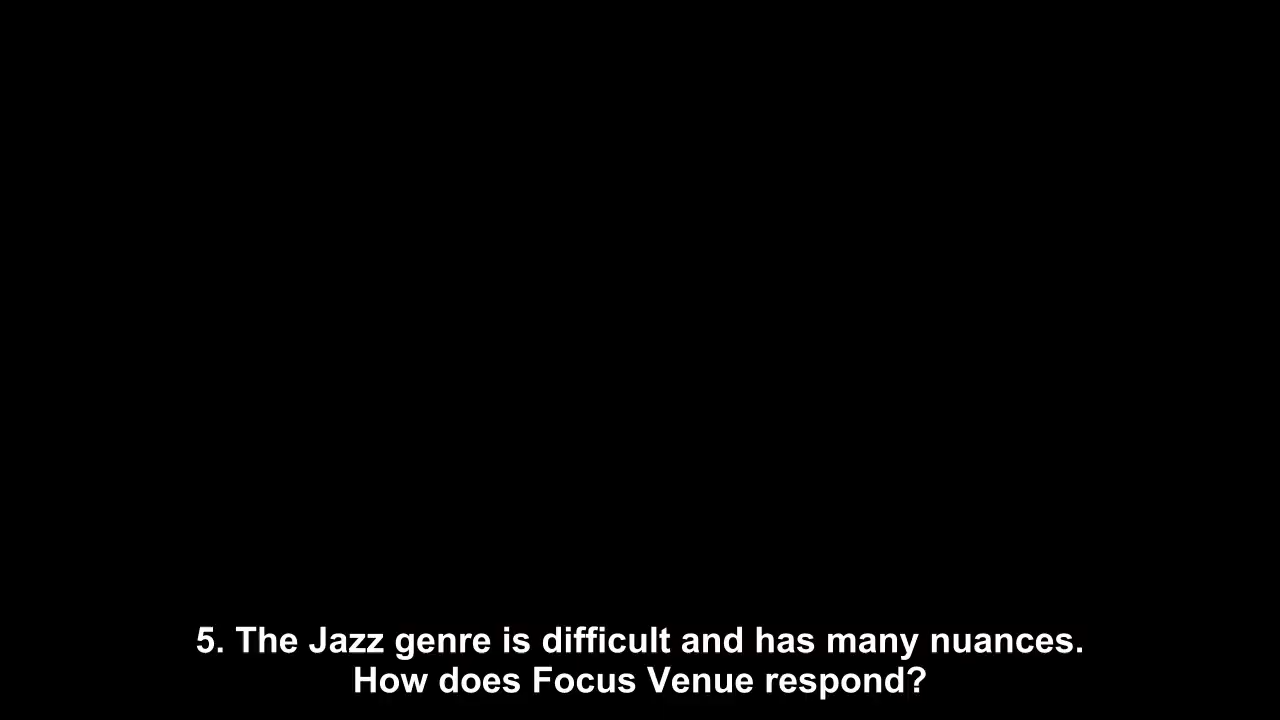 5. The Jazz genre is difficult and has many nuances.
How does Focus Venue respond?